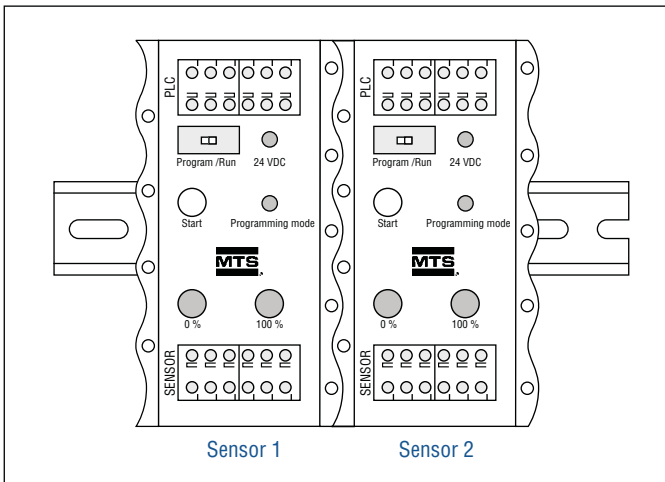 PLC
PLC
Program /Run
24 VDC
Program /Run
24 VDC
Start
Programming mode
Start
Programming mode
MTS
MTS
0 %
100 %
0 %
100 %
SENSOR
SENSOR
Sensor 1
Sensor 2